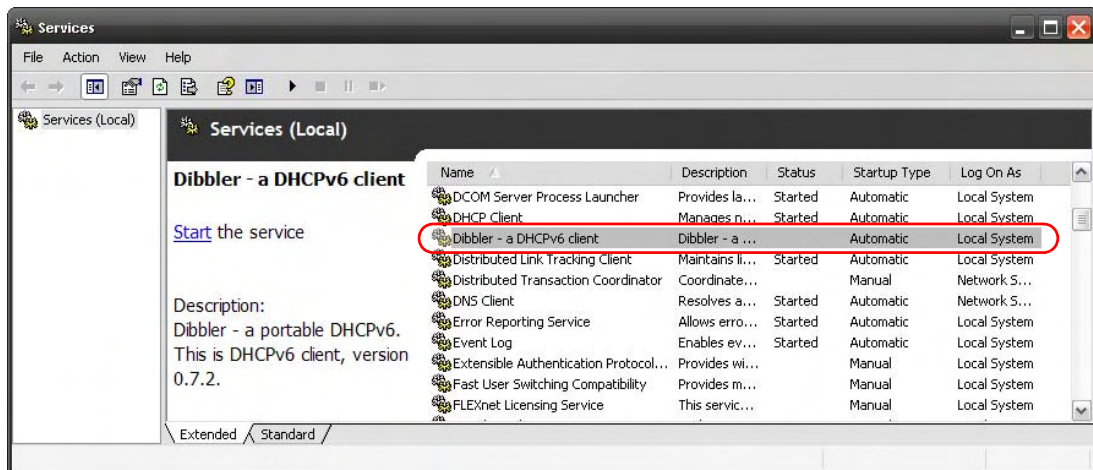 Services
File Action View Help
Services (Local)
Services (Local)
Dibbler - a DHCPv6 client
Start the service
Description:
Dibbler - a portable DHCPv6.
This is DHCPv6 client, version
0.7.2.
Name Description Status Startup Type Log On As
DCOM Server Process Launcher Provides la... Started Automatic Local System
DHCP Client Manages n... Started Automatic Local System
Dibbler - a DHCPv6 client Dibbler - a ... Automatic Local System
Distributed Link Tracking Client Maintains li... Started Automatic Local System
Distributed Transaction Coordinator Coordinate... Manual Network S...
DNS Client Resolves a... Started Automatic Network S...
Error Reporting Service Allows erro... Started Automatic Local System
Event Log Enables ev... Started Automatic Local System
Extensible Authentication Protocol... Provides wi... Manual Local System
Fast User Switching Compatibility Provides m... Manual Local System
FLEXnet Licensing Service This servic... Manual Local System
Extended Standard